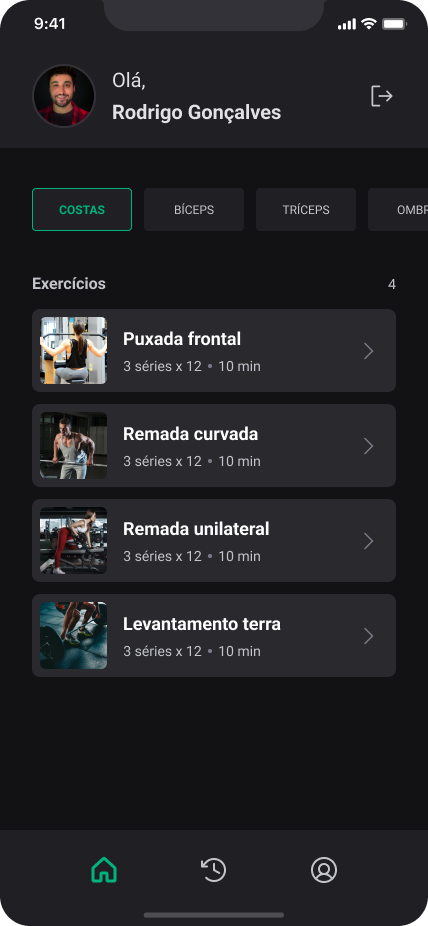 9:41
Olá,
Rodrigo Gonçalves
COSTAS BÍCEPS TRÍCEPS OMBR
Exercícios 4
Puxada frontal
3 séries x 12 • 10 min
Remada curvada
3 séries x 12 • 10 min
Remada unilateral
3 séries x 12 • 10 min
Levantamento terra
3 séries x 12 • 10 min